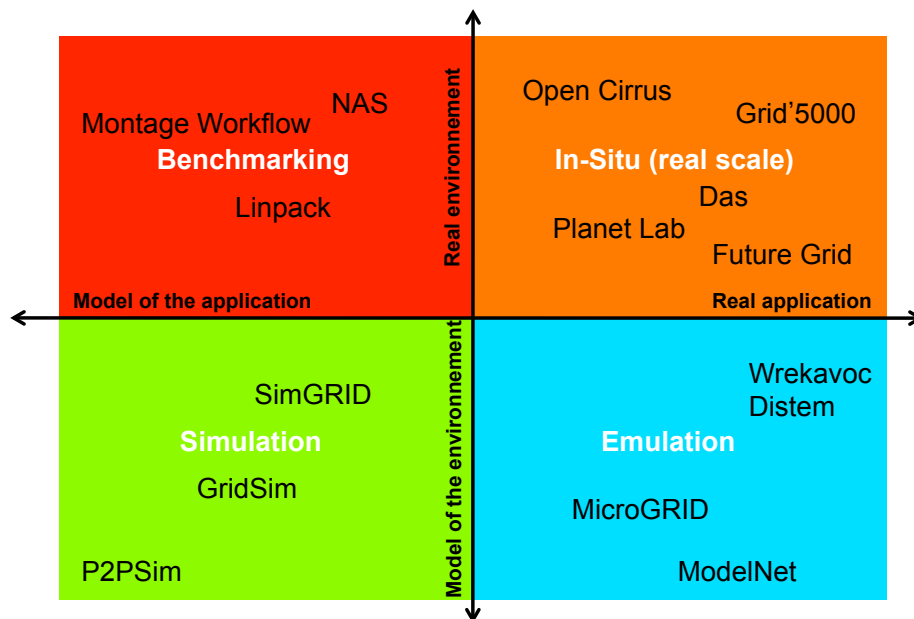 NAS
Montage Workflow
Benchmarking
Linpack
Model of the application
Real environnement
Open Cirrus
Grid’5000
In-Situ (real scale)
Das
Planet Lab
Future Grid
Real application
SimGRID
Simulation
GridSim
P2PSim
Model of the environnement
Wrekavoc
Distem
Emulation
MicroGRID
ModelNet